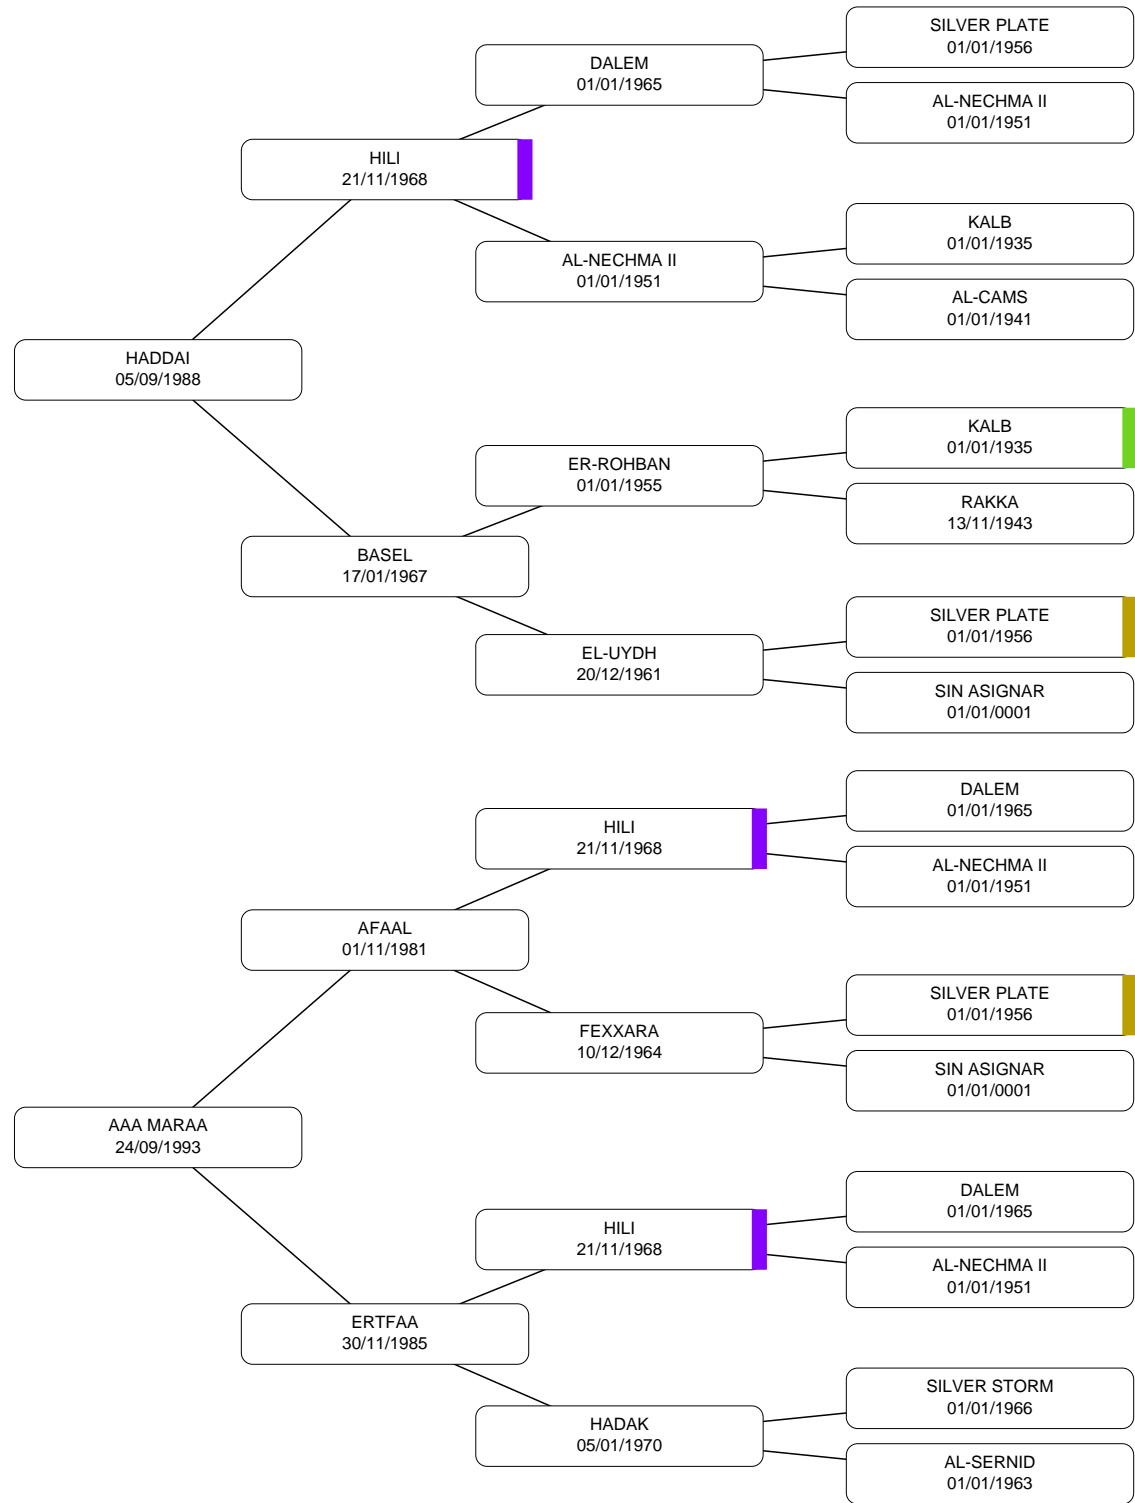 SILVER PLATE
01/01/1956
DALEM
01/01/1965
AL-NECHMA II
01/01/1951
HILI
21/11/1968
KALB
01/01/1935
AL-NECHMA II
01/01/1951
AL-CAMS
01/01/1941
HADDAI
05/09/1988
KALB
01/01/1935
ER-ROHBAN
01/01/1955
RAKKA
13/11/1943
BASEL
17/01/1967
SILVER PLATE
01/01/1956
EL-UYDH
20/12/1961
SIN ASIGNAR
01/01/0001
DALEM
01/01/1965
HILI
21/11/1968
AL-NECHMA II
01/01/1951
AFAAL
01/11/1981
SILVER PLATE
01/01/1956
FEXXARA
10/12/1964
SIN ASIGNAR
01/01/0001
AAA MARAA
24/09/1993
DALEM
01/01/1965
HILI
21/11/1968
AL-NECHMA II
01/01/1951
ERTFAA
30/11/1985
SILVER STORM
01/01/1966
HADAK
05/01/1970
AL-SERNID
01/01/1963